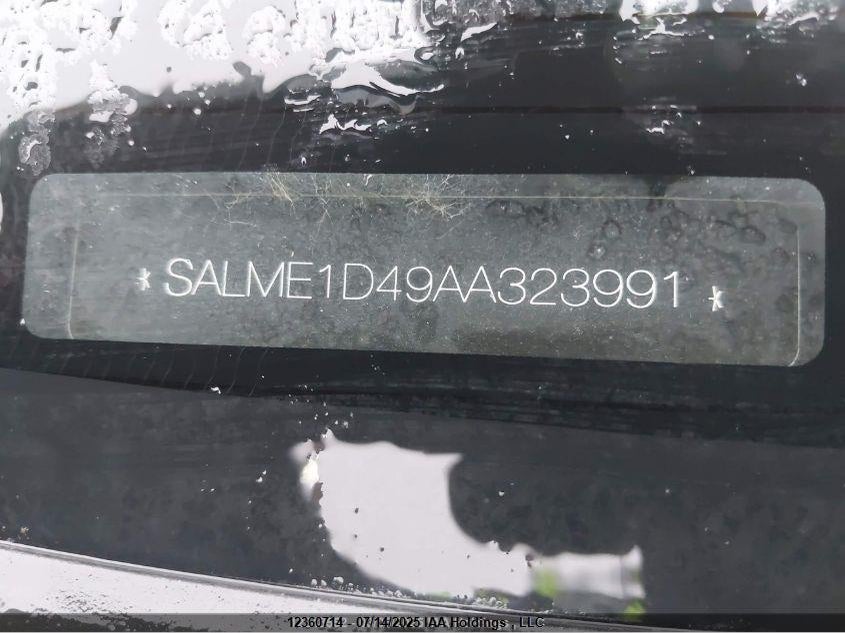 * SALME1D49AA323991 *
12360714 - 07/14/2025 IAA Holdings , LLC